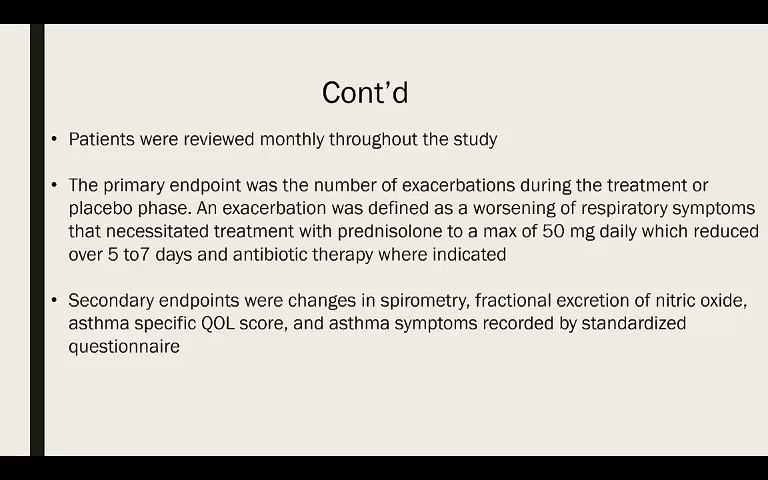 Cont'd
• Patients were reviewed monthly throughout the study
• The primary endpoint was the number of exacerbations during the treatment or
placebo phase. An exacerbation was defined as a worsening of respiratory symptoms
that necessitated treatment with prednisolone to a max of 50 mg daily which reduced
over 5 to7 days and antibiotic therapy where indicated
• Secondary endpoints were changes in spirometry, fractional excretion of nitric oxide,
asthma specific QOL score, and asthma symptoms recorded by standardized
questionnaire